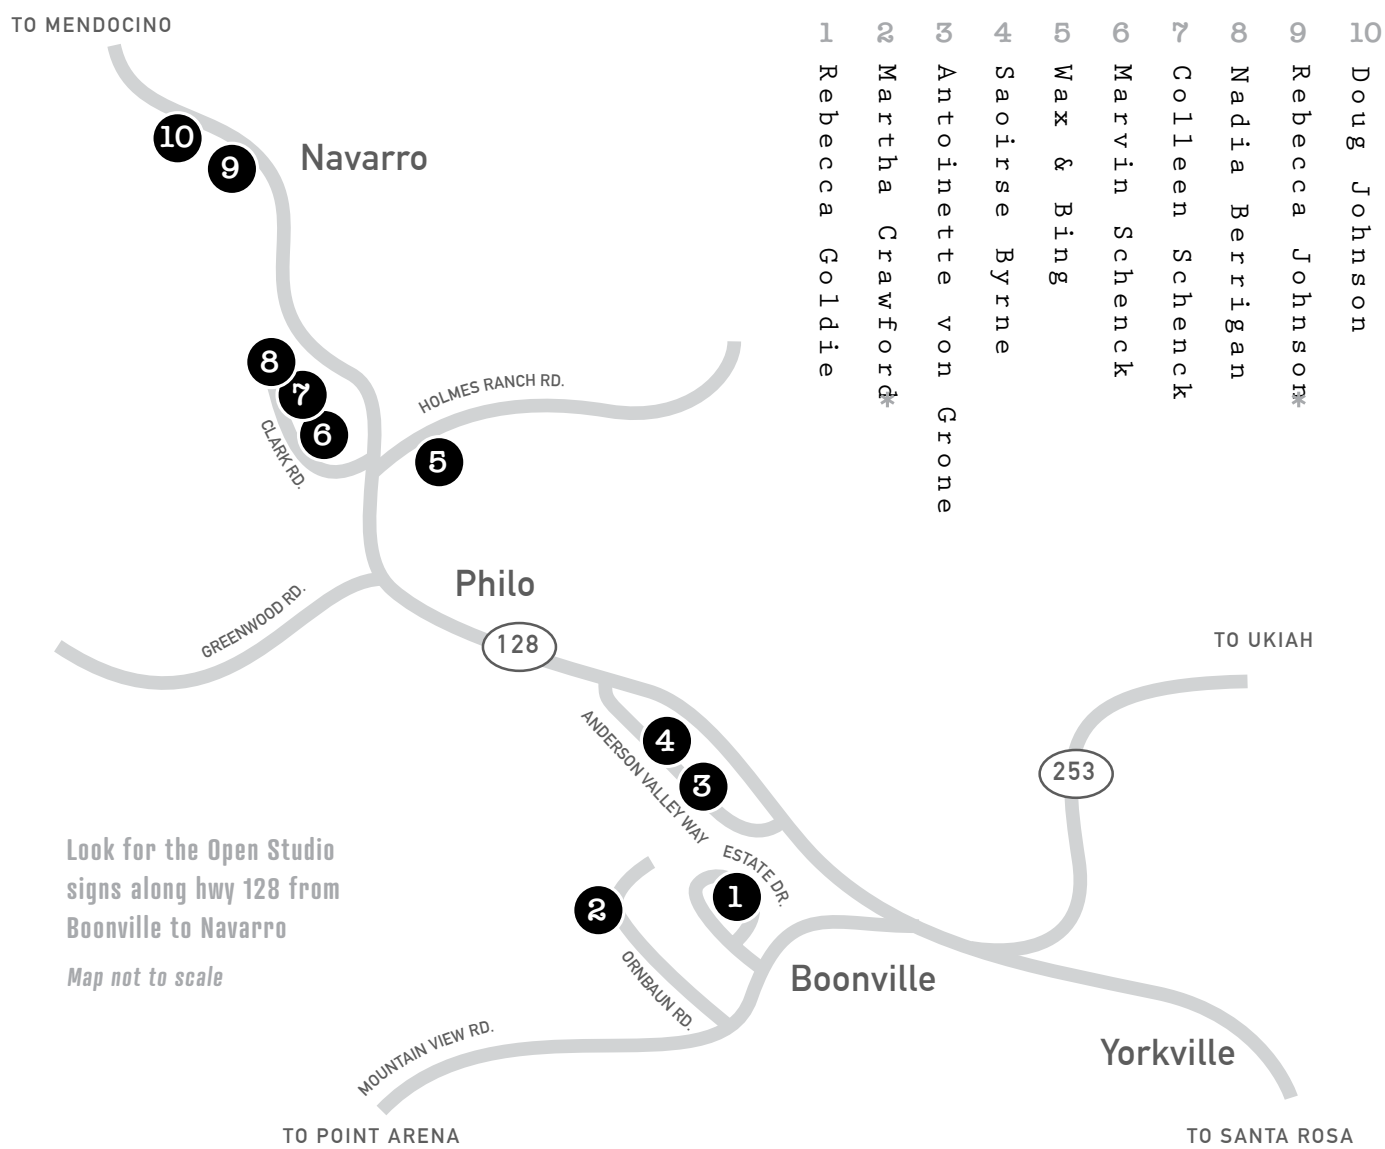 TO MENDOCINO
1 Rebecca Goldie
2 Martha Crawford*
3 Antoinette von Grone
4 Saoirse Byrne
5 Wax & Bing
6 Marvin Schenck
7 Colleen Schenck
8 Nadia Berrigan
9 Rebecca Johnson*
10 Doug Johnson
10
9
Navarro
8
7
6
5
HOLMES RANCH RD.
CLARK RD.
Philo
GREENWOOD RD.
128
TO UKIAH
253
4
3
ANDERSON VALLEY WAY
ESTATE DR.
1
2
ORNBAUN RD.
Look for the Open Studio
signs along hwy 128 from
Boonville to Navarro
Map not to scale
Boonville
MOUNTAIN VIEW RD.
Yorkville
TO POINT ARENA
TO SANTA ROSA